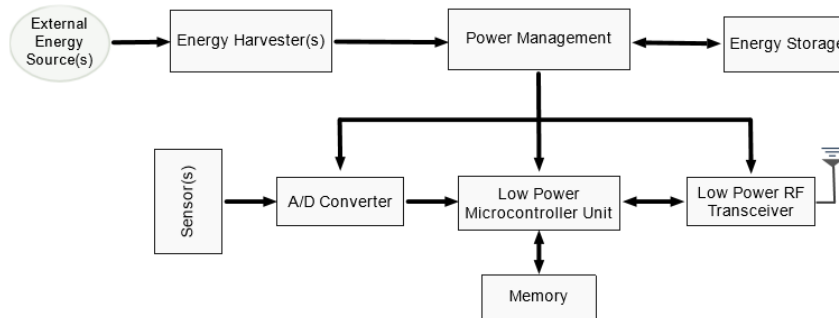 External
Energy
Source(s)
Energy Harvester(s)
Power Management
Energy Storage
Sensor(s)
A/D Converter
Low Power
Microcontroller Unit
Low Power RF
Transceiver
Memory